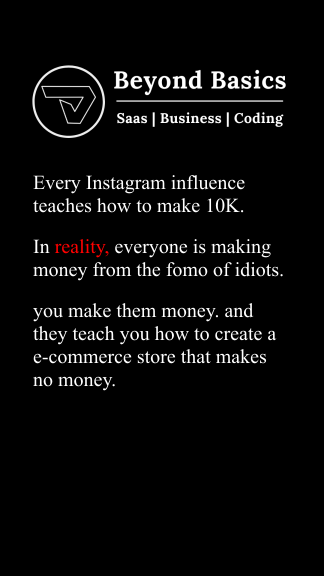 Beyond Basics
Saas | Business | Coding
Every Instagram influence
teaches how to make 10K.
In reality, everyone is making
money from the fomo of idiots.
you make them money. and
they teach you how to create a
e-commerce store that makes
no money.